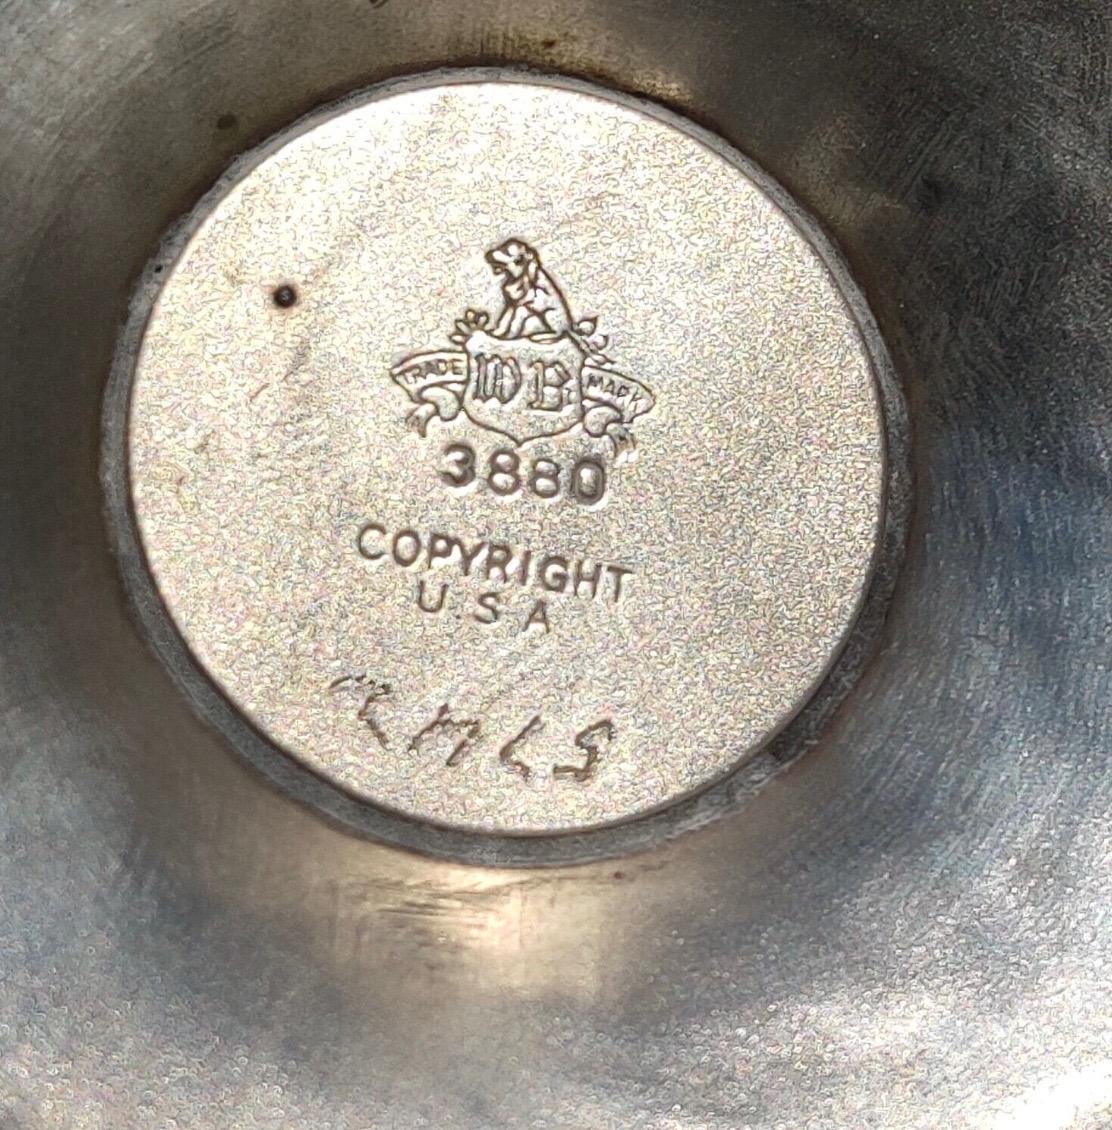 TRADE WB MARK
3880
COPYRIGHT
U.S.A